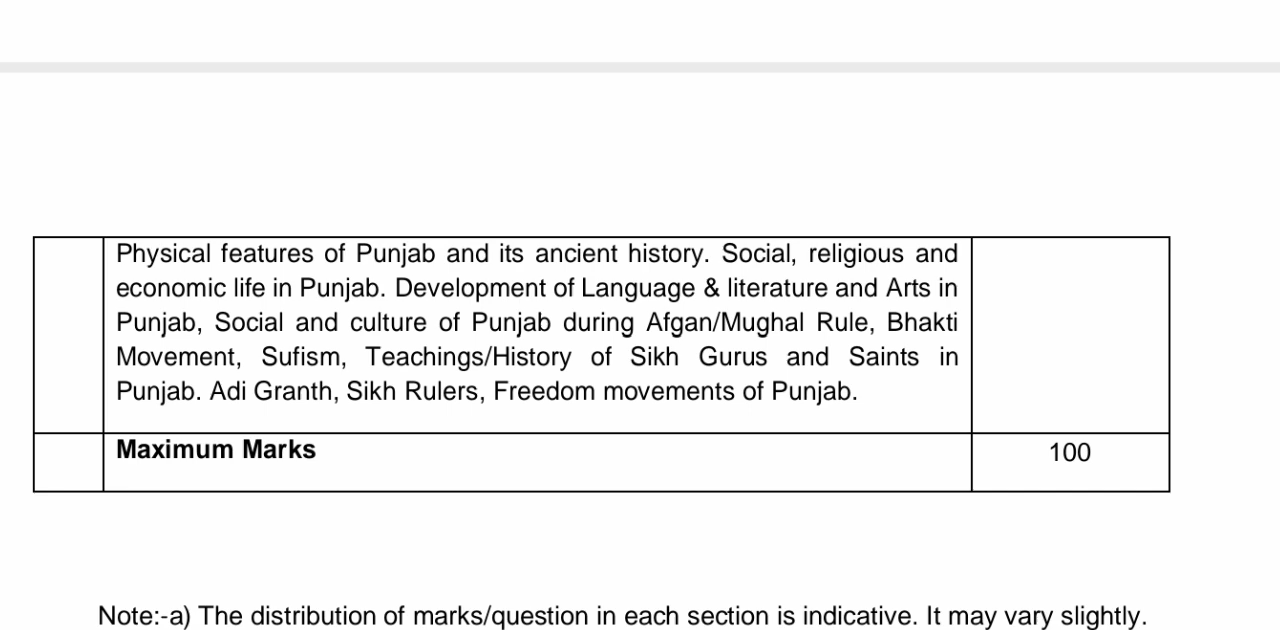 Physical features of Punjab and its ancient history. Social, religious and
economic life in Punjab. Development of Language & literature and Arts in
Punjab, Social and culture of Punjab during Afgan/Mughal Rule, Bhakti
Movement, Sufism, Teachings/History of Sikh Gurus and Saints in
Punjab. Adi Granth, Sikh Rulers, Freedom movements of Punjab.
Maximum Marks 100
Note:-a) The distribution of marks/question in each section is indicative. It may vary slightly.